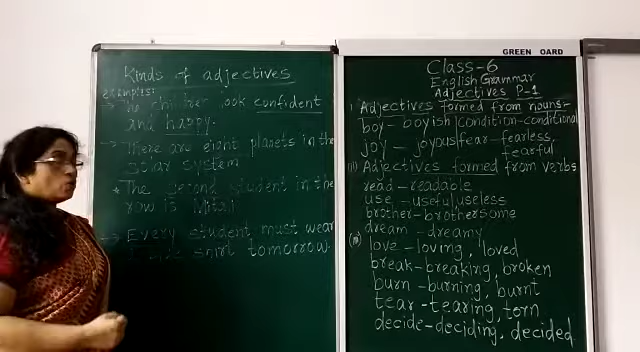 Kinds of adjectives
examples:
→ The children look confident
and happy.
→ There are eight planets in the
solar system
* The second student in the
row is Mitali
→ Every student must wear
shirt tomorrow.
GREEN OARD
Class-6
English Grammar
Adjectives P-1
i) Adjectives formed from nouns:-
boy - boyish | condition-conditional
joy - joyous | fear-fearless
fearful
ii) Adjectives formed from verbs
read - readable
use - useful, useless
brother-brothersome
dream - dreamy
(iii)
love - loving, loved
break - breaking, broken
burn - burning, burnt
tear - tearing, torn
decide - deciding, decided